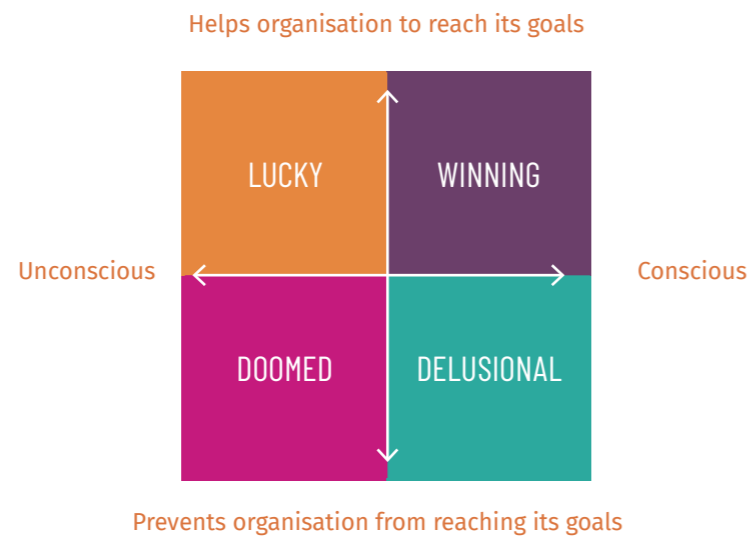 Helps organisation to reach its goals
LUCKY
WINNING
Unconscious
Conscious
DOOMED
DELUSIONAL
Prevents organisation from reaching its goals